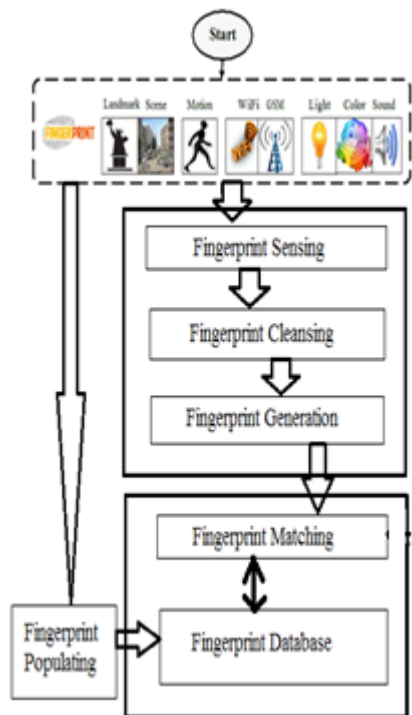 Start
Landmark Scene Motion WiFi GSM Light Color Sound
FINGERPRINT
Fingerprint Sensing
Fingerprint Cleansing
Fingerprint Generation
Fingerprint Matching
Fingerprint
Populating
Fingerprint Database